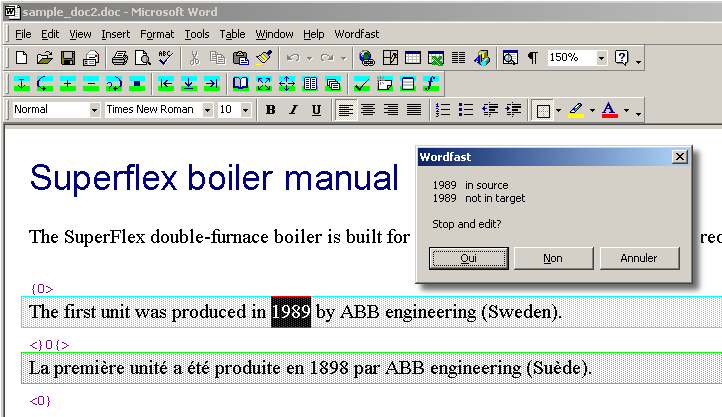 sample_doc2.doc - Microsoft Word
File Edit View Insert Format Tools Table Window Help Wordfast
150%
Normal Times New Roman 10 B I U
Wordfast
1989 in source
1989 not in target
Stop and edit?
Oui Non Annuler
Superflex boiler manual
The SuperFlex double-furnace boiler is built for
{0>
The first unit was produced in 1989 by ABB engineering (Sweden).
<}0{>
La première unité a été produite en 1898 par ABB engineering (Suède).
<0}